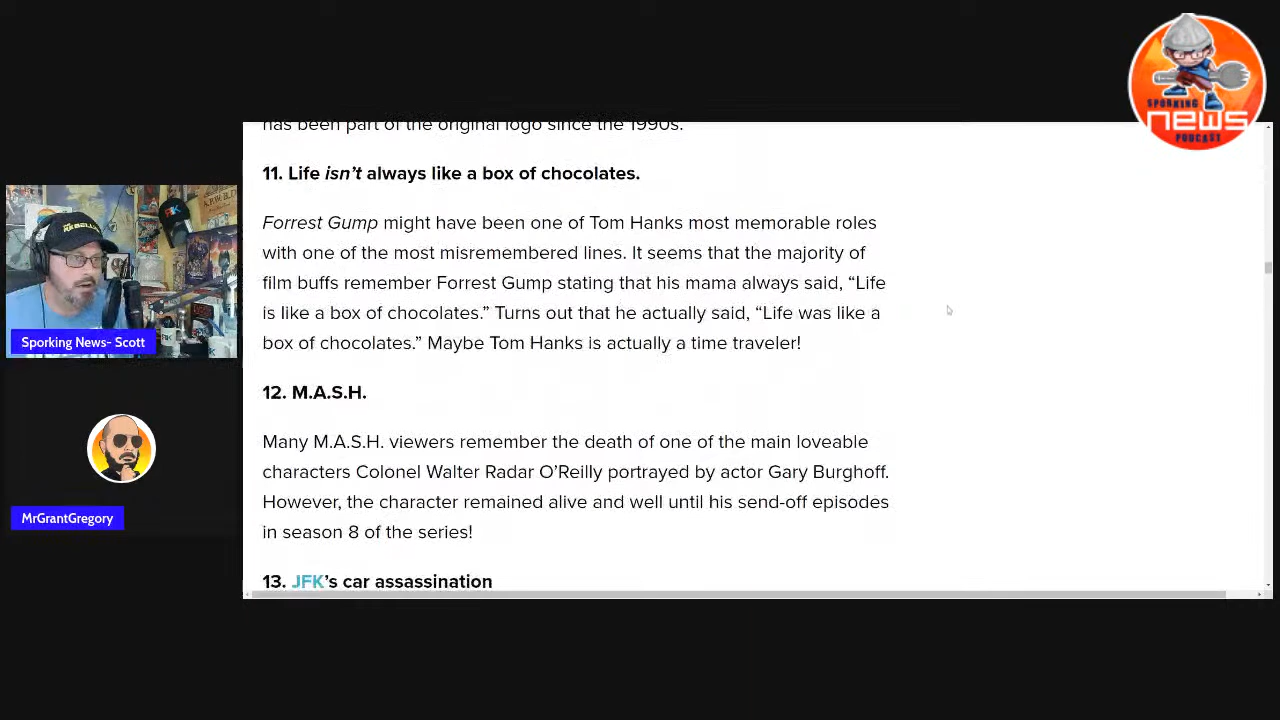 has been part of the original logo since the 1990s.
11. Life isn’t always like a box of chocolates.
Forrest Gump might have been one of Tom Hanks most memorable roles
with one of the most misremembered lines. It seems that the majority of
film buffs remember Forrest Gump stating that his mama always said, “Life
is like a box of chocolates.” Turns out that he actually said, “Life was like a
box of chocolates.” Maybe Tom Hanks is actually a time traveler!
12. M.A.S.H.
Many M.A.S.H. viewers remember the death of one of the main loveable
characters Colonel Walter Radar O’Reilly portrayed by actor Gary Burghoff.
However, the character remained alive and well until his send-off episodes
in season 8 of the series!
13. JFK’s car assassination
Sporking News- Scott
MrGrantGregory
SPORKING
NEWS
PODCAST